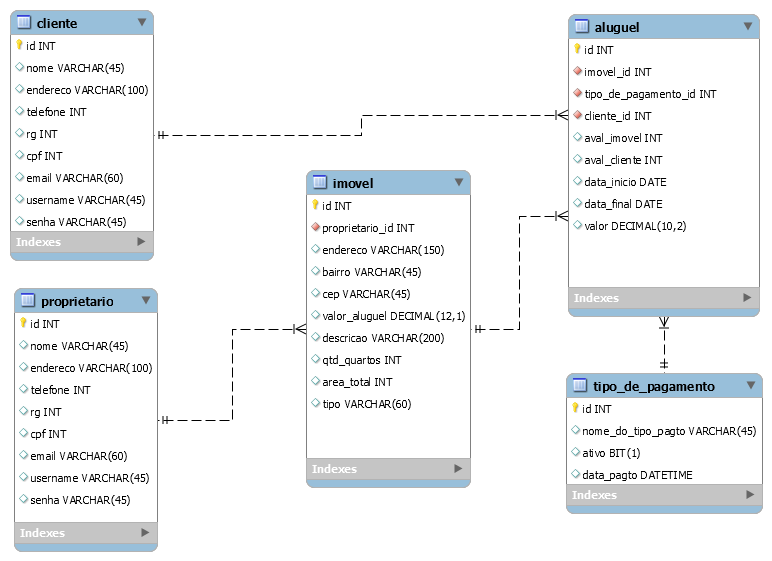 cliente
id INT
nome VARCHAR(45)
endereco VARCHAR(100)
telefone INT
rg INT
cpf INT
email VARCHAR(60)
username VARCHAR(45)
senha VARCHAR(45)
Indexes
proprietario
id INT
nome VARCHAR(45)
endereco VARCHAR(100)
telefone INT
rg INT
cpf INT
email VARCHAR(60)
username VARCHAR(45)
senha VARCHAR(45)
Indexes
imovel
id INT
proprietario_id INT
endereco VARCHAR(150)
bairro VARCHAR(45)
cep VARCHAR(45)
valor_aluguel DECIMAL(12,1)
descricao VARCHAR(200)
qtd_quartos INT
area_total INT
tipo VARCHAR(60)
Indexes
aluguel
id INT
imovel_id INT
tipo_de_pagamento_id INT
cliente_id INT
aval_imovel INT
aval_cliente INT
data_inicio DATE
data_final DATE
valor DECIMAL(10,2)
Indexes
tipo_de_pagamento
id INT
nome_do_tipo_pagto VARCHAR(45)
ativo BIT(1)
data_pagto DATETIME
Indexes